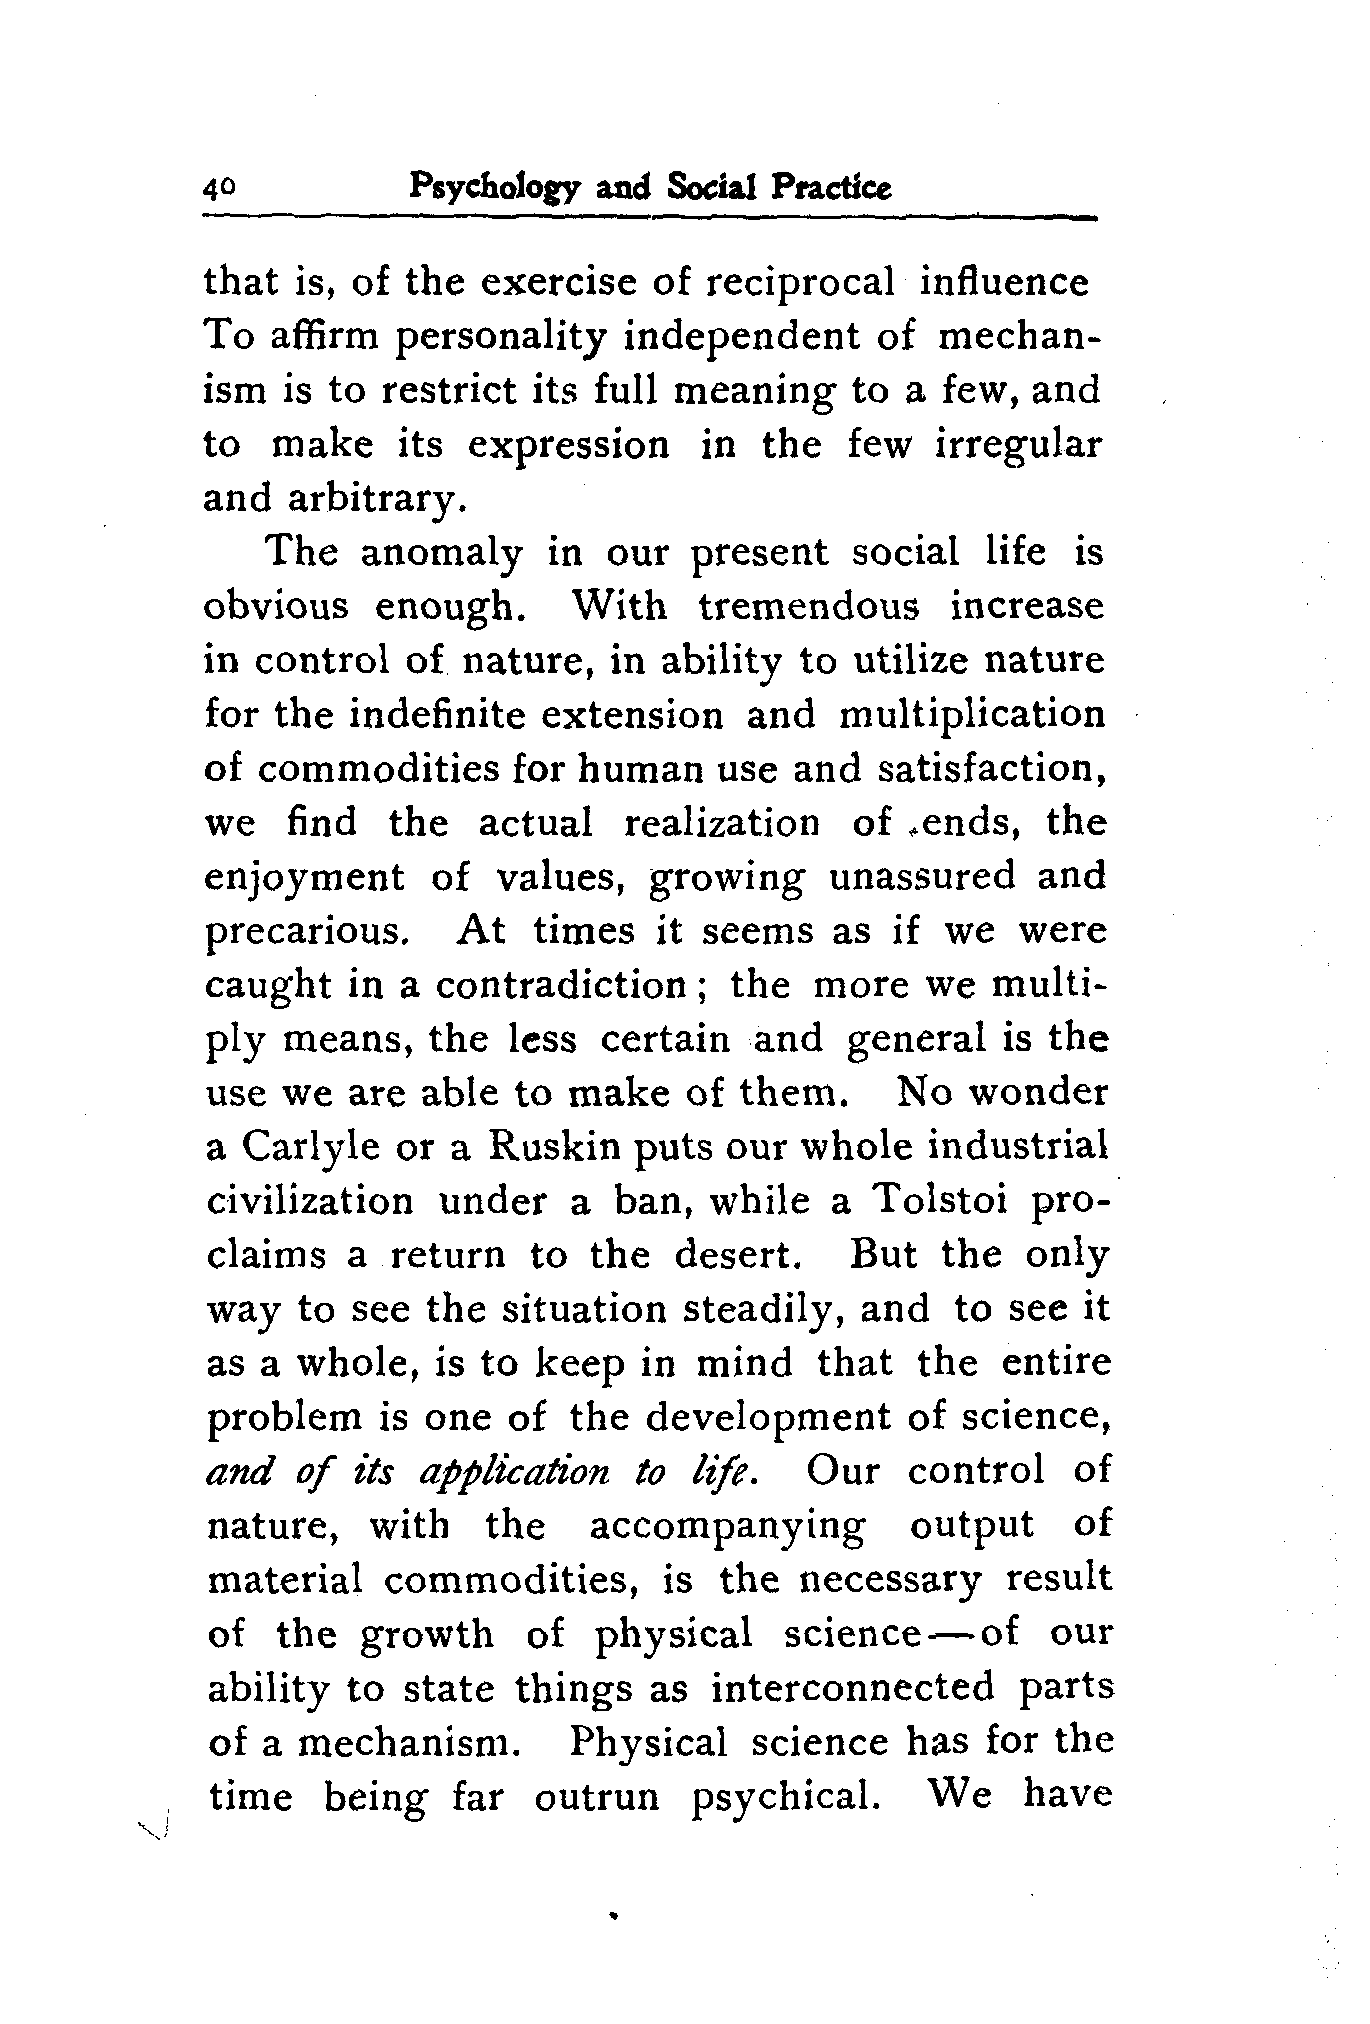 40 Psychology and Social Practice
that is, of the exercise of reciprocal influence
To affirm personality independent of mechan-
ism is to restrict its full meaning to a few, and
to make its expression in the few irregular
and arbitrary.
The anomaly in our present social life is
obvious enough. With tremendous increase
in control of nature, in ability to utilize nature
for the indefinite extension and multiplication
of commodities for human use and satisfaction,
we find the actual realization of ends, the
enjoyment of values, growing unassured and
precarious. At times it seems as if we were
caught in a contradiction; the more we multi-
ply means, the less certain and general is the
use we are able to make of them. No wonder
a Carlyle or a Ruskin puts our whole industrial
civilization under a ban, while a Tolstoi pro-
claims a return to the desert. But the only
way to see the situation steadily, and to see it
as a whole, is to keep in mind that the entire
problem is one of the development of science,
and of its application to life. Our control of
nature, with the accompanying output of
material commodities, is the necessary result
of the growth of physical science—of our
ability to state things as interconnected parts
of a mechanism. Physical science has for the
time being far outrun psychical. We have